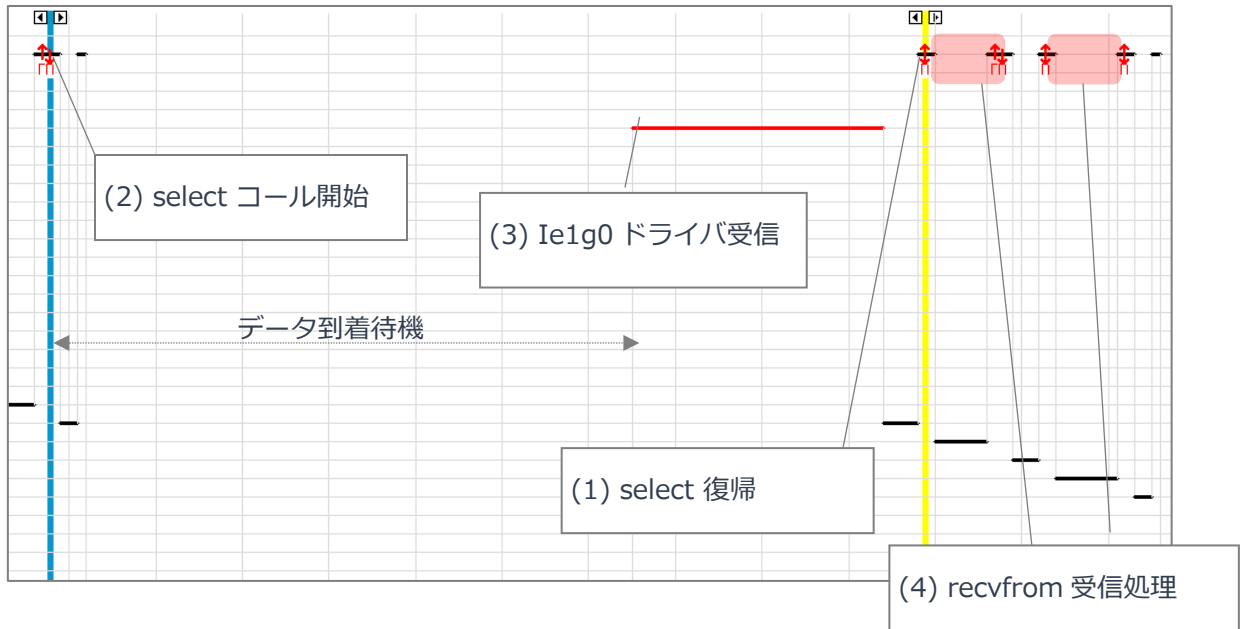 (2) select コール開始
(3) Ie1g0 ドライバ受信
データ到着待機
(1) select 復帰
(4) recvfrom 受信処理